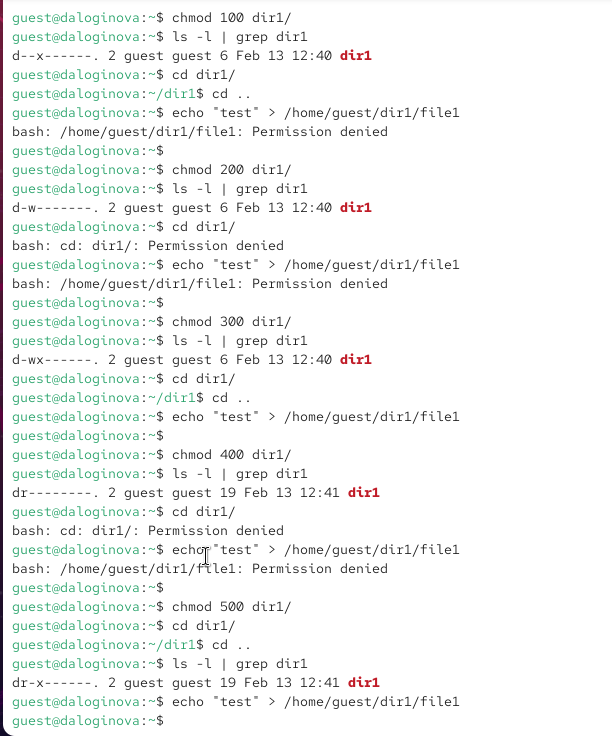 guest@daloginova:~$ chmod 100 dir1/
guest@daloginova:~$ ls -l | grep dir1
d--x------. 2 guest guest 6 Feb 13 12:40 dir1
guest@daloginova:~$ cd dir1/
guest@daloginova:~/dir1$ cd ..
guest@daloginova:~$ echo "test" > /home/guest/dir1/file1
bash: /home/guest/dir1/file1: Permission denied
guest@daloginova:~$
guest@daloginova:~$ chmod 200 dir1/
guest@daloginova:~$ ls -l | grep dir1
d-w-------. 2 guest guest 6 Feb 13 12:40 dir1
guest@daloginova:~$ cd dir1/
bash: cd: dir1/: Permission denied
guest@daloginova:~$ echo "test" > /home/guest/dir1/file1
bash: /home/guest/dir1/file1: Permission denied
guest@daloginova:~$
guest@daloginova:~$ chmod 300 dir1/
guest@daloginova:~$ ls -l | grep dir1
d-wx------. 2 guest guest 6 Feb 13 12:40 dir1
guest@daloginova:~$ cd dir1/
guest@daloginova:~/dir1$ cd ..
guest@daloginova:~$ echo "test" > /home/guest/dir1/file1
guest@daloginova:~$
guest@daloginova:~$ chmod 400 dir1/
guest@daloginova:~$ ls -l | grep dir1
dr--------. 2 guest guest 19 Feb 13 12:41 dir1
guest@daloginova:~$ cd dir1/
bash: cd: dir1/: Permission denied
guest@daloginova:~$ echo "test" > /home/guest/dir1/file1
bash: /home/guest/dir1/file1: Permission denied
guest@daloginova:~$
guest@daloginova:~$ chmod 500 dir1/
guest@daloginova:~$ cd dir1/
guest@daloginova:~/dir1$ cd ..
guest@daloginova:~$ ls -l | grep dir1
dr-x------. 2 guest guest 19 Feb 13 12:41 dir1
guest@daloginova:~$ echo "test" > /home/guest/dir1/file1
guest@daloginova:~$